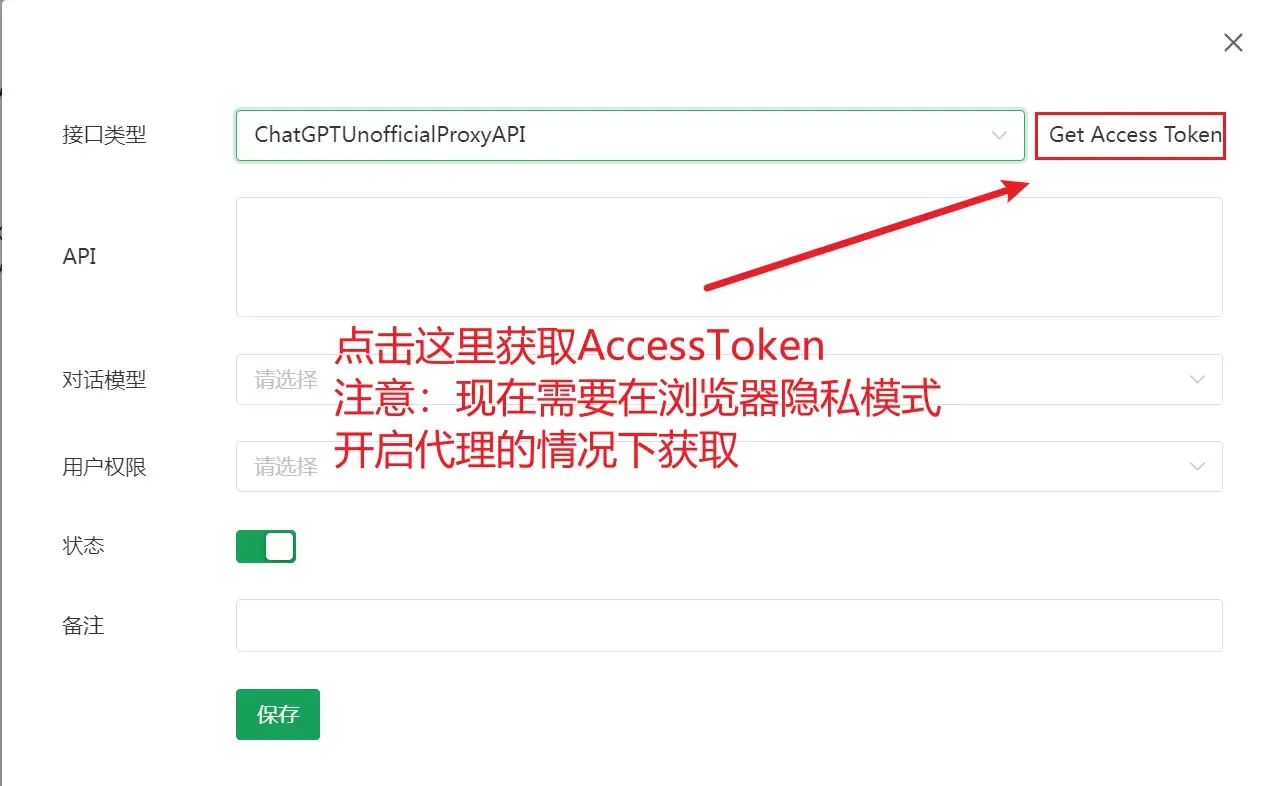 接口类型
ChatGPTUnofficialProxyAPI
Get Access Token
API
点击这里获取AccessToken
对话模型
请选择
注意：现在需要在浏览器隐私模式
开启代理的情况下获取
用户权限
请选择
状态
备注
保存